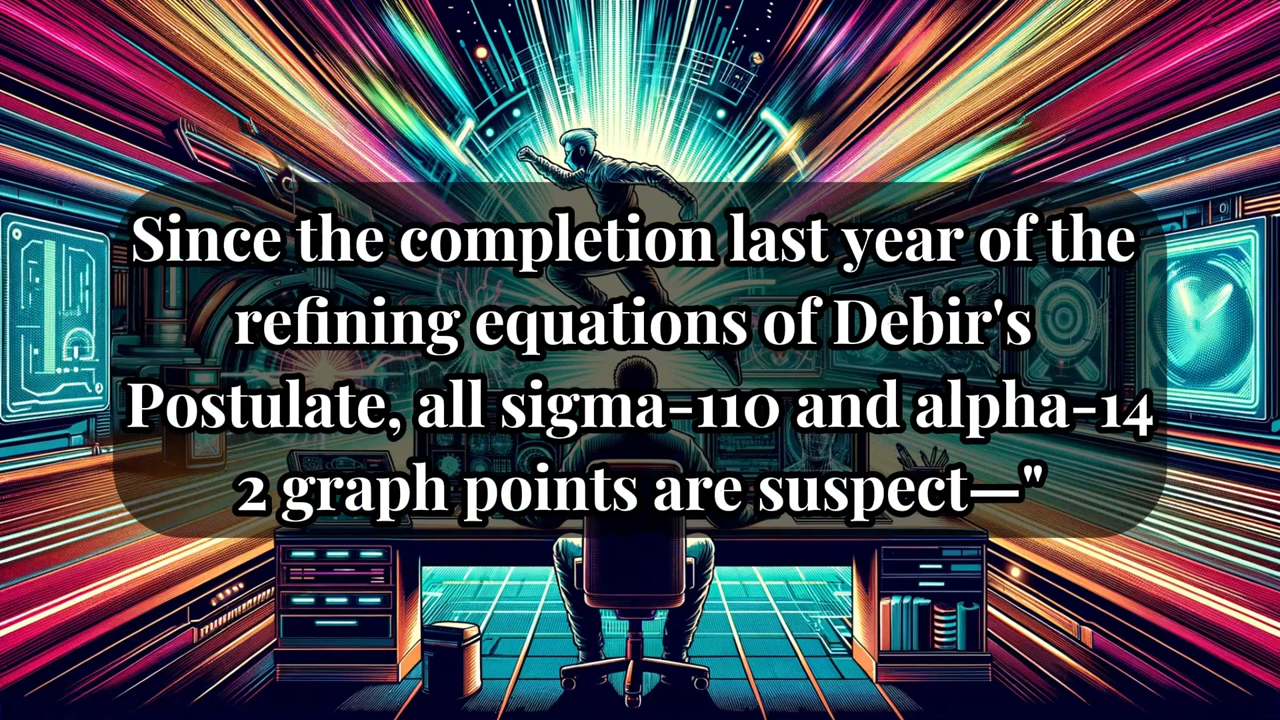 Since the completion last year of the
refining equations of Debir's
Postulate, all sigma-110 and alpha-14
2 graph points are suspect—"